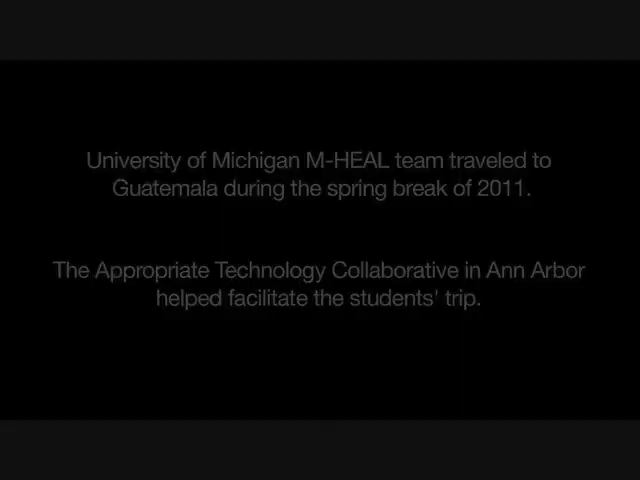 University of Michigan M-HEAL team traveled to
Guatemala during the spring break of 2011.
The Appropriate Technology Collaborative in Ann Arbor
helped facilitate the students' trip.